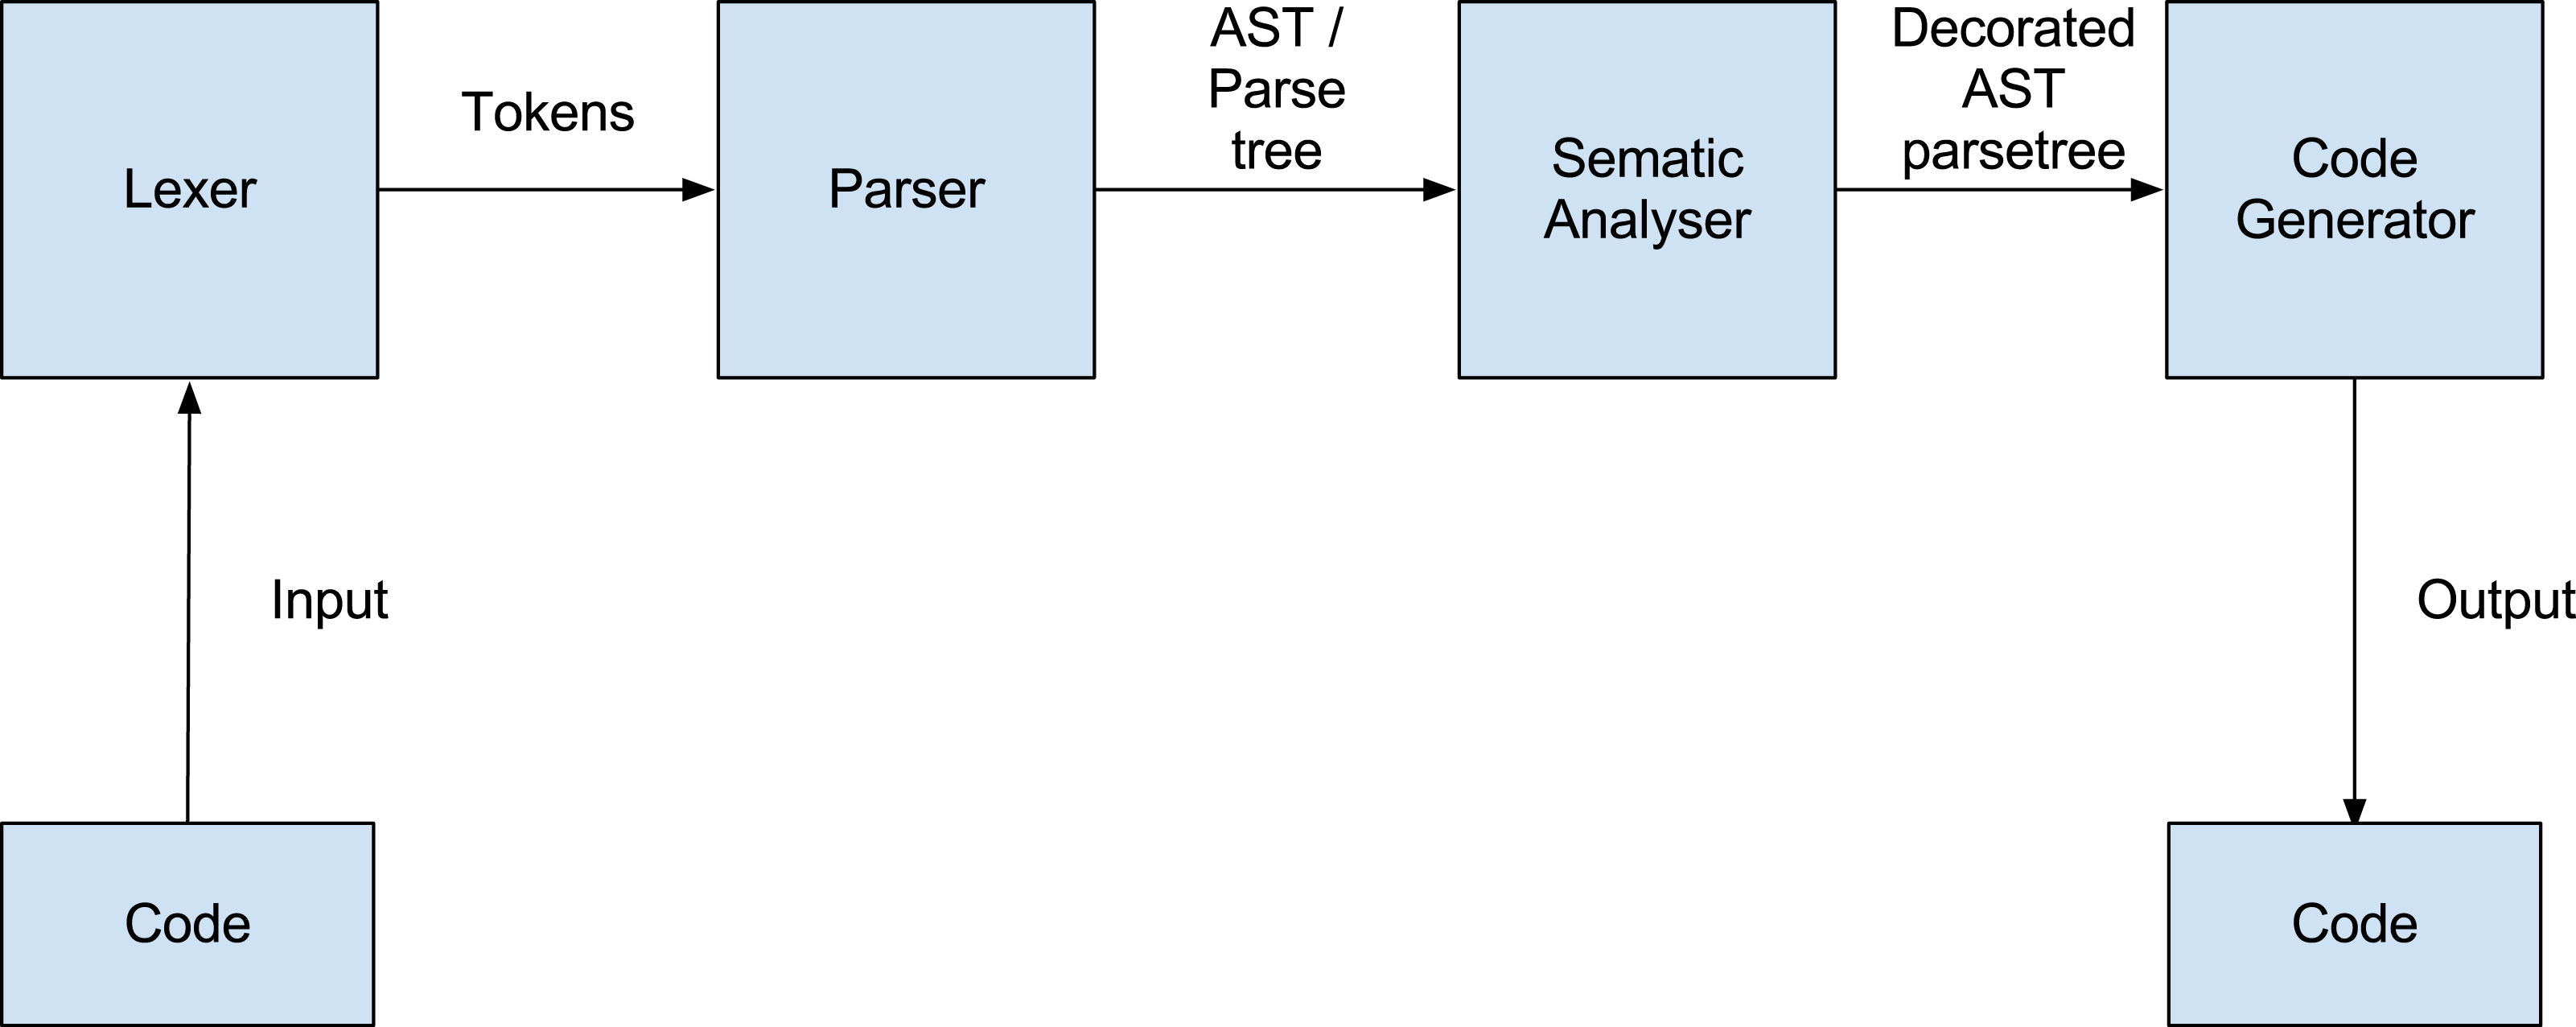 Lexer
Tokens
Parser
AST /
Parse
tree
Sematic
Analyser
Decorated
AST
parsetree
Code
Generator
Input
Output
Code
Code